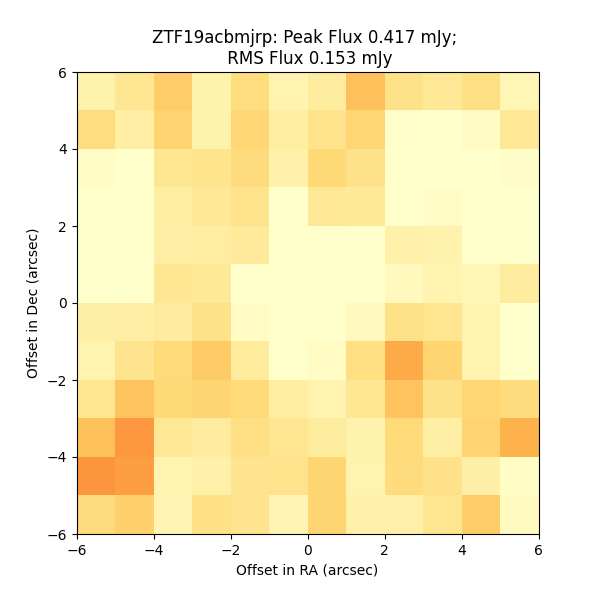 ZTF19acbmjrp: Peak Flux 0.417 mJy;
RMS Flux 0.153 mJy
6
4
2
0
−2
−4
−6
Offset in Dec (arcsec)
−6 −4 −2 0 2 4 6
Offset in RA (arcsec)